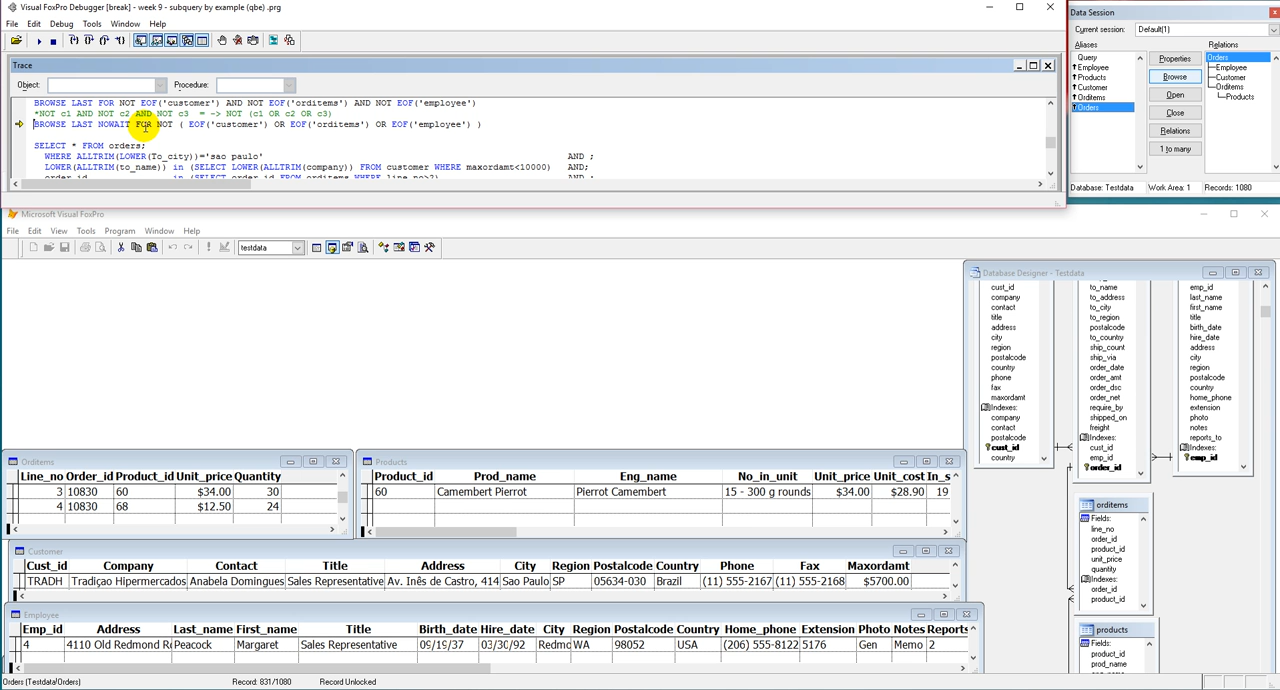 Visual FoxPro Debugger [break] - week 9 - subquery by example (qbe) .prg
File Edit Debug Tools Window Help
Trace
Object: Procedure:
BROWSE LAST FOR NOT EOF('customer') AND NOT EOF('orditems') AND NOT EOF('employee')
*NOT c1 AND NOT c2 AND NOT c3 = -> NOT (c1 OR c2 OR c3)
BROWSE LAST NOWAIT FOR NOT ( EOF('customer') OR EOF('orditems') OR EOF('employee') )
SELECT * FROM orders;
WHERE ALLTRIM(LOWER(To_city))='sao paulo' AND ;
LOWER(ALLTRIM(to_name)) in (SELECT LOWER(ALLTRIM(company)) FROM customer WHERE maxordamt<10000) AND;
order_id in (SELECT order_id FROM orditems WHERE line_no>2) AND ;
Data Session
Current session: Default(1)
Aliases Relations
Query
Employee
Products
Customer
Orditems
Orders
Properties
Browse
Open
Close
Relations
1 to many
Orders
Employee
Customer
Orditems
Products
Database: Testdata Work Area: 1 Records: 1080
Microsoft Visual FoxPro
File Edit View Tools Program Window Help
testdata
Database Designer - Testdata
cust_id
company
contact
title
address
city
region
postalcode
country
phone
fax
maxordamt
Indexes:
company
contact
postalcode
cust_id
country
to_name
to_address
to_city
to_region
postalcode
to_country
ship_count
ship_via
order_date
order_amt
order_dsc
order_net
require_by
shipped_on
freight
Indexes:
cust_id
emp_id
order_id
emp_id
last_name
first_name
title
birth_date
hire_date
address
city
region
postalcode
country
home_phone
extension
photo
notes
reports_to
Indexes:
emp_id
orditems
Fields:
line_no
order_id
product_id
unit_price
quantity
Indexes:
order_id
product_id
products
Fields:
product_id
prod_name
Orditems
Line_no Order_id Product_id Unit_price Quantity
3 10830 60 $34.00 30
4 10830 68 $12.50 24
Products
Product_id Prod_name Eng_name No_in_unit Unit_price Unit_cost In_s
60 Camembert Pierrot Pierrot Camembert 15 - 300 g rounds $34.00 $28.90 19
Customer
Cust_id Company Contact Title Address City Region Postalcode Country Phone Fax Maxordamt
TRADH Tradiçao Hipermercados Anabela Domingues Sales Representative Av. Inês de Castro, 414 Sao Paulo SP 05634-030 Brazil (11) 555-2167 (11) 555-2168 $5700.00
Employee
Emp_id Address Last_name First_name Title Birth_date Hire_date City Region Postalcode Country Home_phone Extension Photo Notes Reports
4 4110 Old Redmond R Peacock Margaret Sales Representative 09/19/37 03/30/92 Redmo WA 98052 USA (206) 555-8122 5176 Gen Memo 2
Orders (Testdata!Orders) Record: 831/1080 Record Unlocked